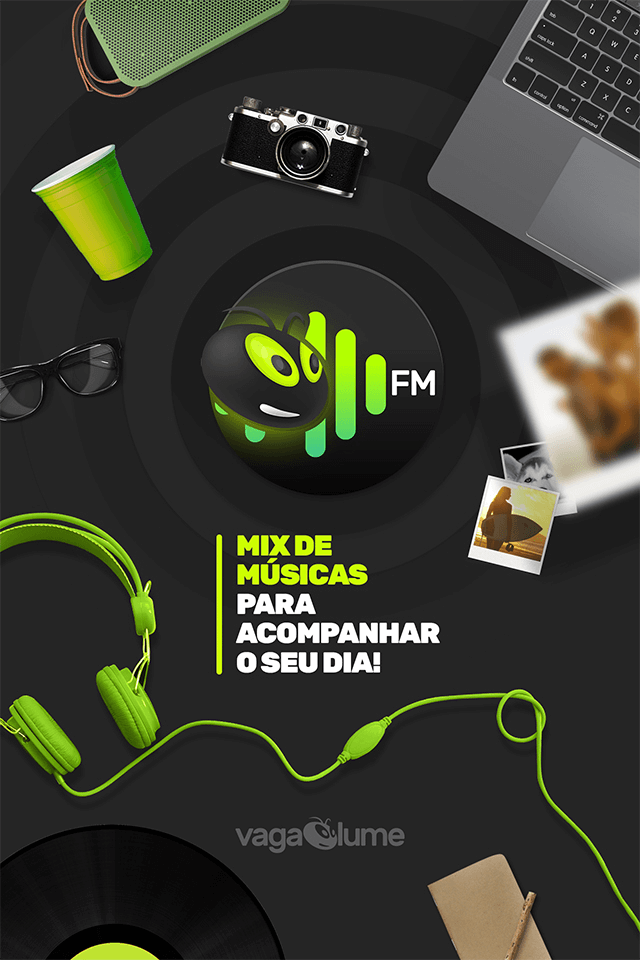 FM
MIX DE
MÚSICAS
PARA
ACOMPANHAR
O SEU DIA!
vagalume